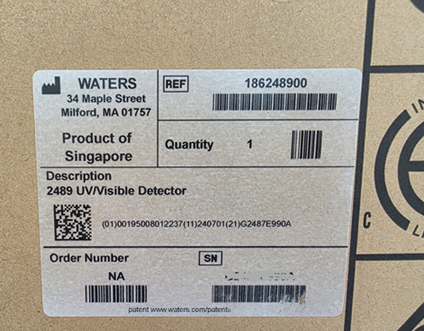 WATERS
34 Maple Street
Milford, MA 01757
REF 186248900
Product of
Singapore
Quantity 1
Description
2489 UV/Visible Detector
(01)00195008012237(11)240701(21)G2487E990A
Order Number
NA
SN
patent www.waters.com/patents
C